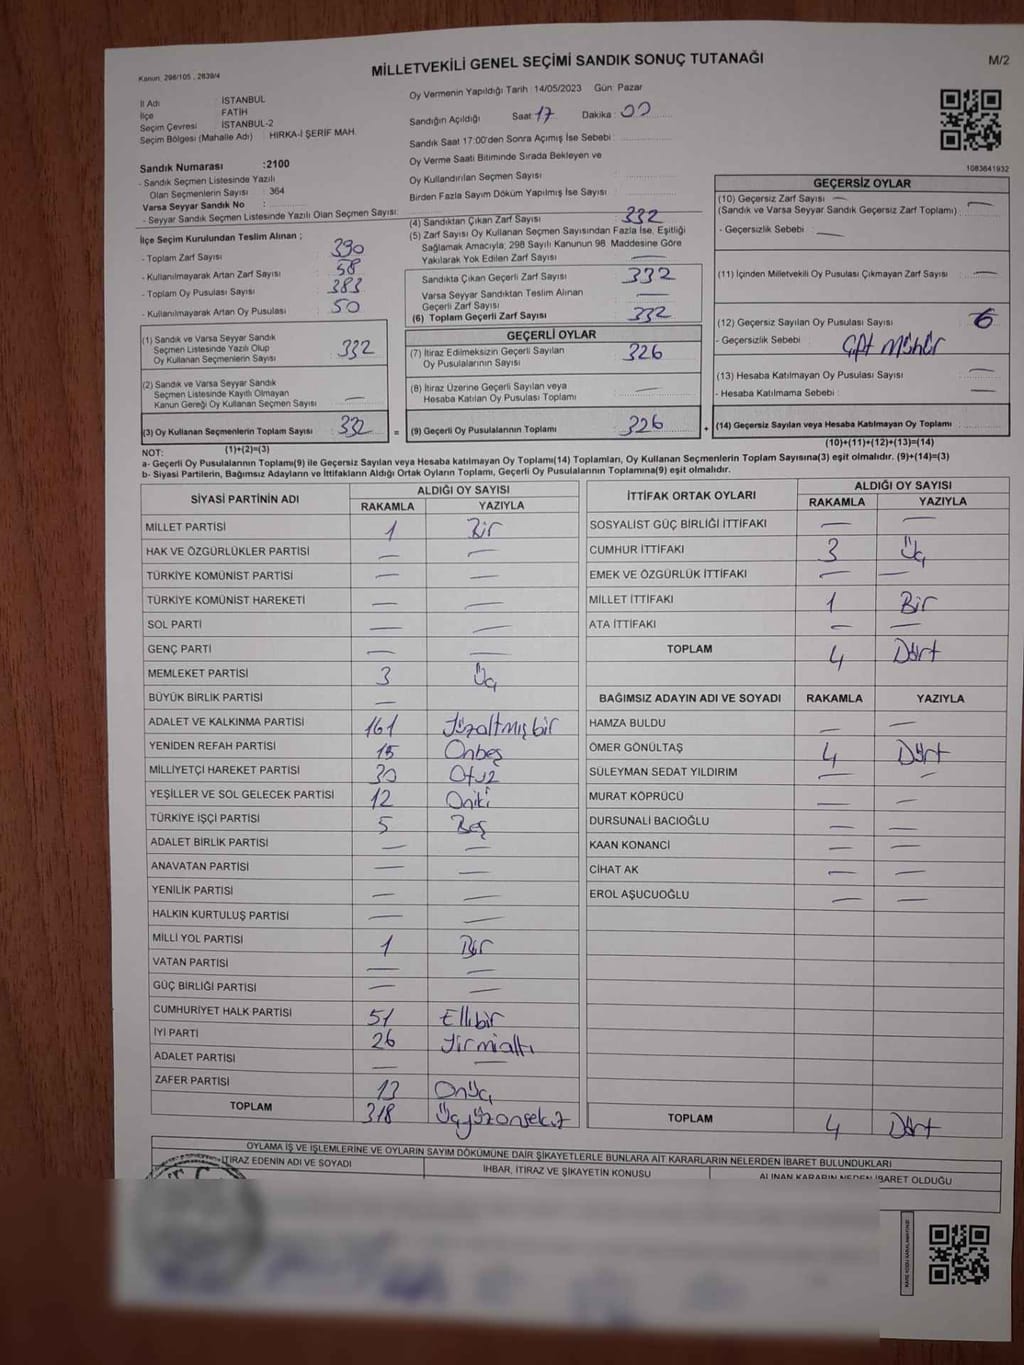 Kanun, 298/105 , 2839/4
MİLLETVEKİLİ GENEL SEÇİMİ SANDIK SONUÇ TUTANAĞI
M/2
İl Adı : İSTANBUL
İlçe FATİH
Seçim Çevresi : İSTANBUL-2
Seçim Bölgesi (Mahalle Adı) : HIRKA-İ ŞERİF MAH.
Sandık Numarası :2100
- Sandık Seçmen Listesinde Yazılı
Olan Seçmenlerin Sayısı : 364
Varsa Seyyar Sandık No :
- Seyyar Sandık Seçmen Listesinde Yazılı Olan Seçmen Sayısı:
Oy Vermenin Yapıldığı Tarih : 14/05/2023 Gün: Pazar
Sandığın Açıldığı Saat : 17 Dakika : 00
Sandık Saat 17:00'den Sonra Açımış İse Sebebi :
Oy Verme Saati Bitiminde Sırada Bekleyen ve
Oy Kullandırılan Seçmen Sayısı
Birden Fazla Sayım Döküm Yapılmış İse Sayısı
1083641932
İlçe Seçim Kurulundan Teslim Alınan ;
- Toplam Zarf Sayısı : 390
- Kullanılmayarak Artan Zarf Sayısı : 58
- Toplam Oy Pusulası Sayısı : 383
- Kullanılmayarak Artan Oy Pusulası : 50
(1) Sandık ve Varsa Seyyar Sandık
Seçmen Listesinde Yazılı Olup
Oy Kullanan Seçmenlerin Sayısı : 332
(2) Sandık ve Varsa Seyyar Sandık
Seçmen Listesinde Kayıtlı Olmayan
Kanun Gereği Oy Kullanan Seçmen Sayısı : —
(3) Oy Kullanan Seçmenlerin Toplam Sayısı : 332
(1)+(2)=(3)
(4) Sandıktan Çıkan Zarf Sayısı : 332
(5) Zarf Sayısı Oy Kullanan Seçmen Sayısından Fazla İse, Eşitliği
Sağlamak Amacıyla; 298 Sayılı Kanunun 98. Maddesine Göre
Yakılarak Yok Edilen Zarf Sayısı : —
Sandıkta Çıkan Geçerli Zarf Sayısı : 332
Varsa Seyyar Sandıktan Teslim Alınan
Geçerli Zarf Sayısı : —
(6) Toplam Geçerli Zarf Sayısı : 332
GEÇERLİ OYLAR
(7) İtiraz Edilmeksizin Geçerli Sayılan
Oy Pusulalarının Sayısı : 326
(8) İtiraz Üzerine Geçerli Sayılan veya
Hesaba Katılan Oy Pusulası Toplamı : —
= (9) Geçerli Oy Pusulalarının Toplamı : 326 +
GEÇERSİZ OYLAR
(10) Geçersiz Zarf Sayısı —
(Sandık ve Varsa Seyyar Sandık Geçersiz Zarf Toplamı) : —
- Geçersizlik Sebebi : —
(11) İçinden Milletvekili Oy Pusulası Çıkmayan Zarf Sayısı : —
(12) Geçersiz Sayılan Oy Pusulası Sayısı : 6
- Geçersizlik Sebebi : Çift Mühür
(13) Hesaba Katılmayan Oy Pusulası Sayısı : —
- Hesaba Katılmama Sebebi : —
(14) Geçersiz Sayılan veya Hesaba Katılmayan Oy Toplamı :
(10)+(11)+(12)+(13)=(14)
NOT:
a- Geçerli Oy Pusulalarının Toplamı(9) ile Geçersiz Sayılan veya Hesaba katılmayan Oy Toplamı(14) Toplamları, Oy Kullanan Seçmenlerin Toplam Sayısına(3) eşit olmalıdır. (9)+(14)=(3)
b- Siyasi Partilerin, Bağımsız Adayların ve İttifakların Aldığı Ortak Oyların Toplamı, Geçerli Oy Pusulalarının Toplamına(9) eşit olmalıdır.
SİYASİ PARTİNİN ADI ALDIĞI OY SAYISI
RAKAMLA YAZIYLA
MİLLET PARTİSİ 1 Bir
HAK VE ÖZGÜRLÜKLER PARTİSİ — —
TÜRKİYE KOMÜNİST PARTİSİ — —
TÜRKİYE KOMÜNİST HAREKETİ — —
SOL PARTİ — —
GENÇ PARTİ — —
MEMLEKET PARTİSİ 3 Üç
BÜYÜK BİRLİK PARTİSİ —
ADALET VE KALKINMA PARTİSİ 161 Yüzaltmışbir
YENİDEN REFAH PARTİSİ 15 Onbeş
MİLLİYETÇİ HAREKET PARTİSİ 30 Otuz
YEŞİLLER VE SOL GELECEK PARTİSİ 12 Oniki
TÜRKİYE İŞÇİ PARTİSİ 5 Beş
ADALET BİRLİK PARTİSİ — —
ANAVATAN PARTİSİ — —
YENİLİK PARTİSİ — —
HALKIN KURTULUŞ PARTİSİ — —
MİLLİ YOL PARTİSİ 1 Bir
VATAN PARTİSİ — —
GÜÇ BİRLİĞİ PARTİSİ — —
CUMHURİYET HALK PARTİSİ 51 Ellibir
İYİ PARTİ 26 Yirmialtı
ADALET PARTİSİ — —
ZAFER PARTİSİ 13 Onüç
TOPLAM 318 Üçyüzonsekiz
İTTİFAK ORTAK OYLARI ALDIĞI OY SAYISI
RAKAMLA YAZIYLA
SOSYALİST GÜÇ BİRLİĞİ İTTİFAKI — —
CUMHUR İTTİFAKI 3 Üç
EMEK VE ÖZGÜRLÜK İTTİFAKI — —
MİLLET İTTİFAKI 1 Bir
ATA İTTİFAKI — —
TOPLAM 4 Dört
BAĞIMSIZ ADAYIN ADI VE SOYADI RAKAMLA YAZIYLA
HAMZA BULDU — —
ÖMER GÖNÜLTAŞ 4 Dört
SÜLEYMAN SEDAT YILDIRIM — —
MURAT KÖPRÜCÜ — —
DURSUNALİ BACIOĞLU — —
KAAN KONANCİ — —
CİHAT AK — —
EROL AŞUCUOĞLU — —
TOPLAM 4 Dört
OYLAMA İŞ VE İŞLEMLERİNE VE OYLARIN SAYIM DÖKÜMÜNE DAİR ŞİKAYETLERLE BUNLARA AİT KARARLARIN NELERDEN İBARET BULUNDUKLARI
İTİRAZ EDENİN ADI VE SOYADI İHBAR, İTİRAZ VE ŞİKAYETİN KONUSU ALINAN KARARIN NEDEN İBARET OLDUĞU